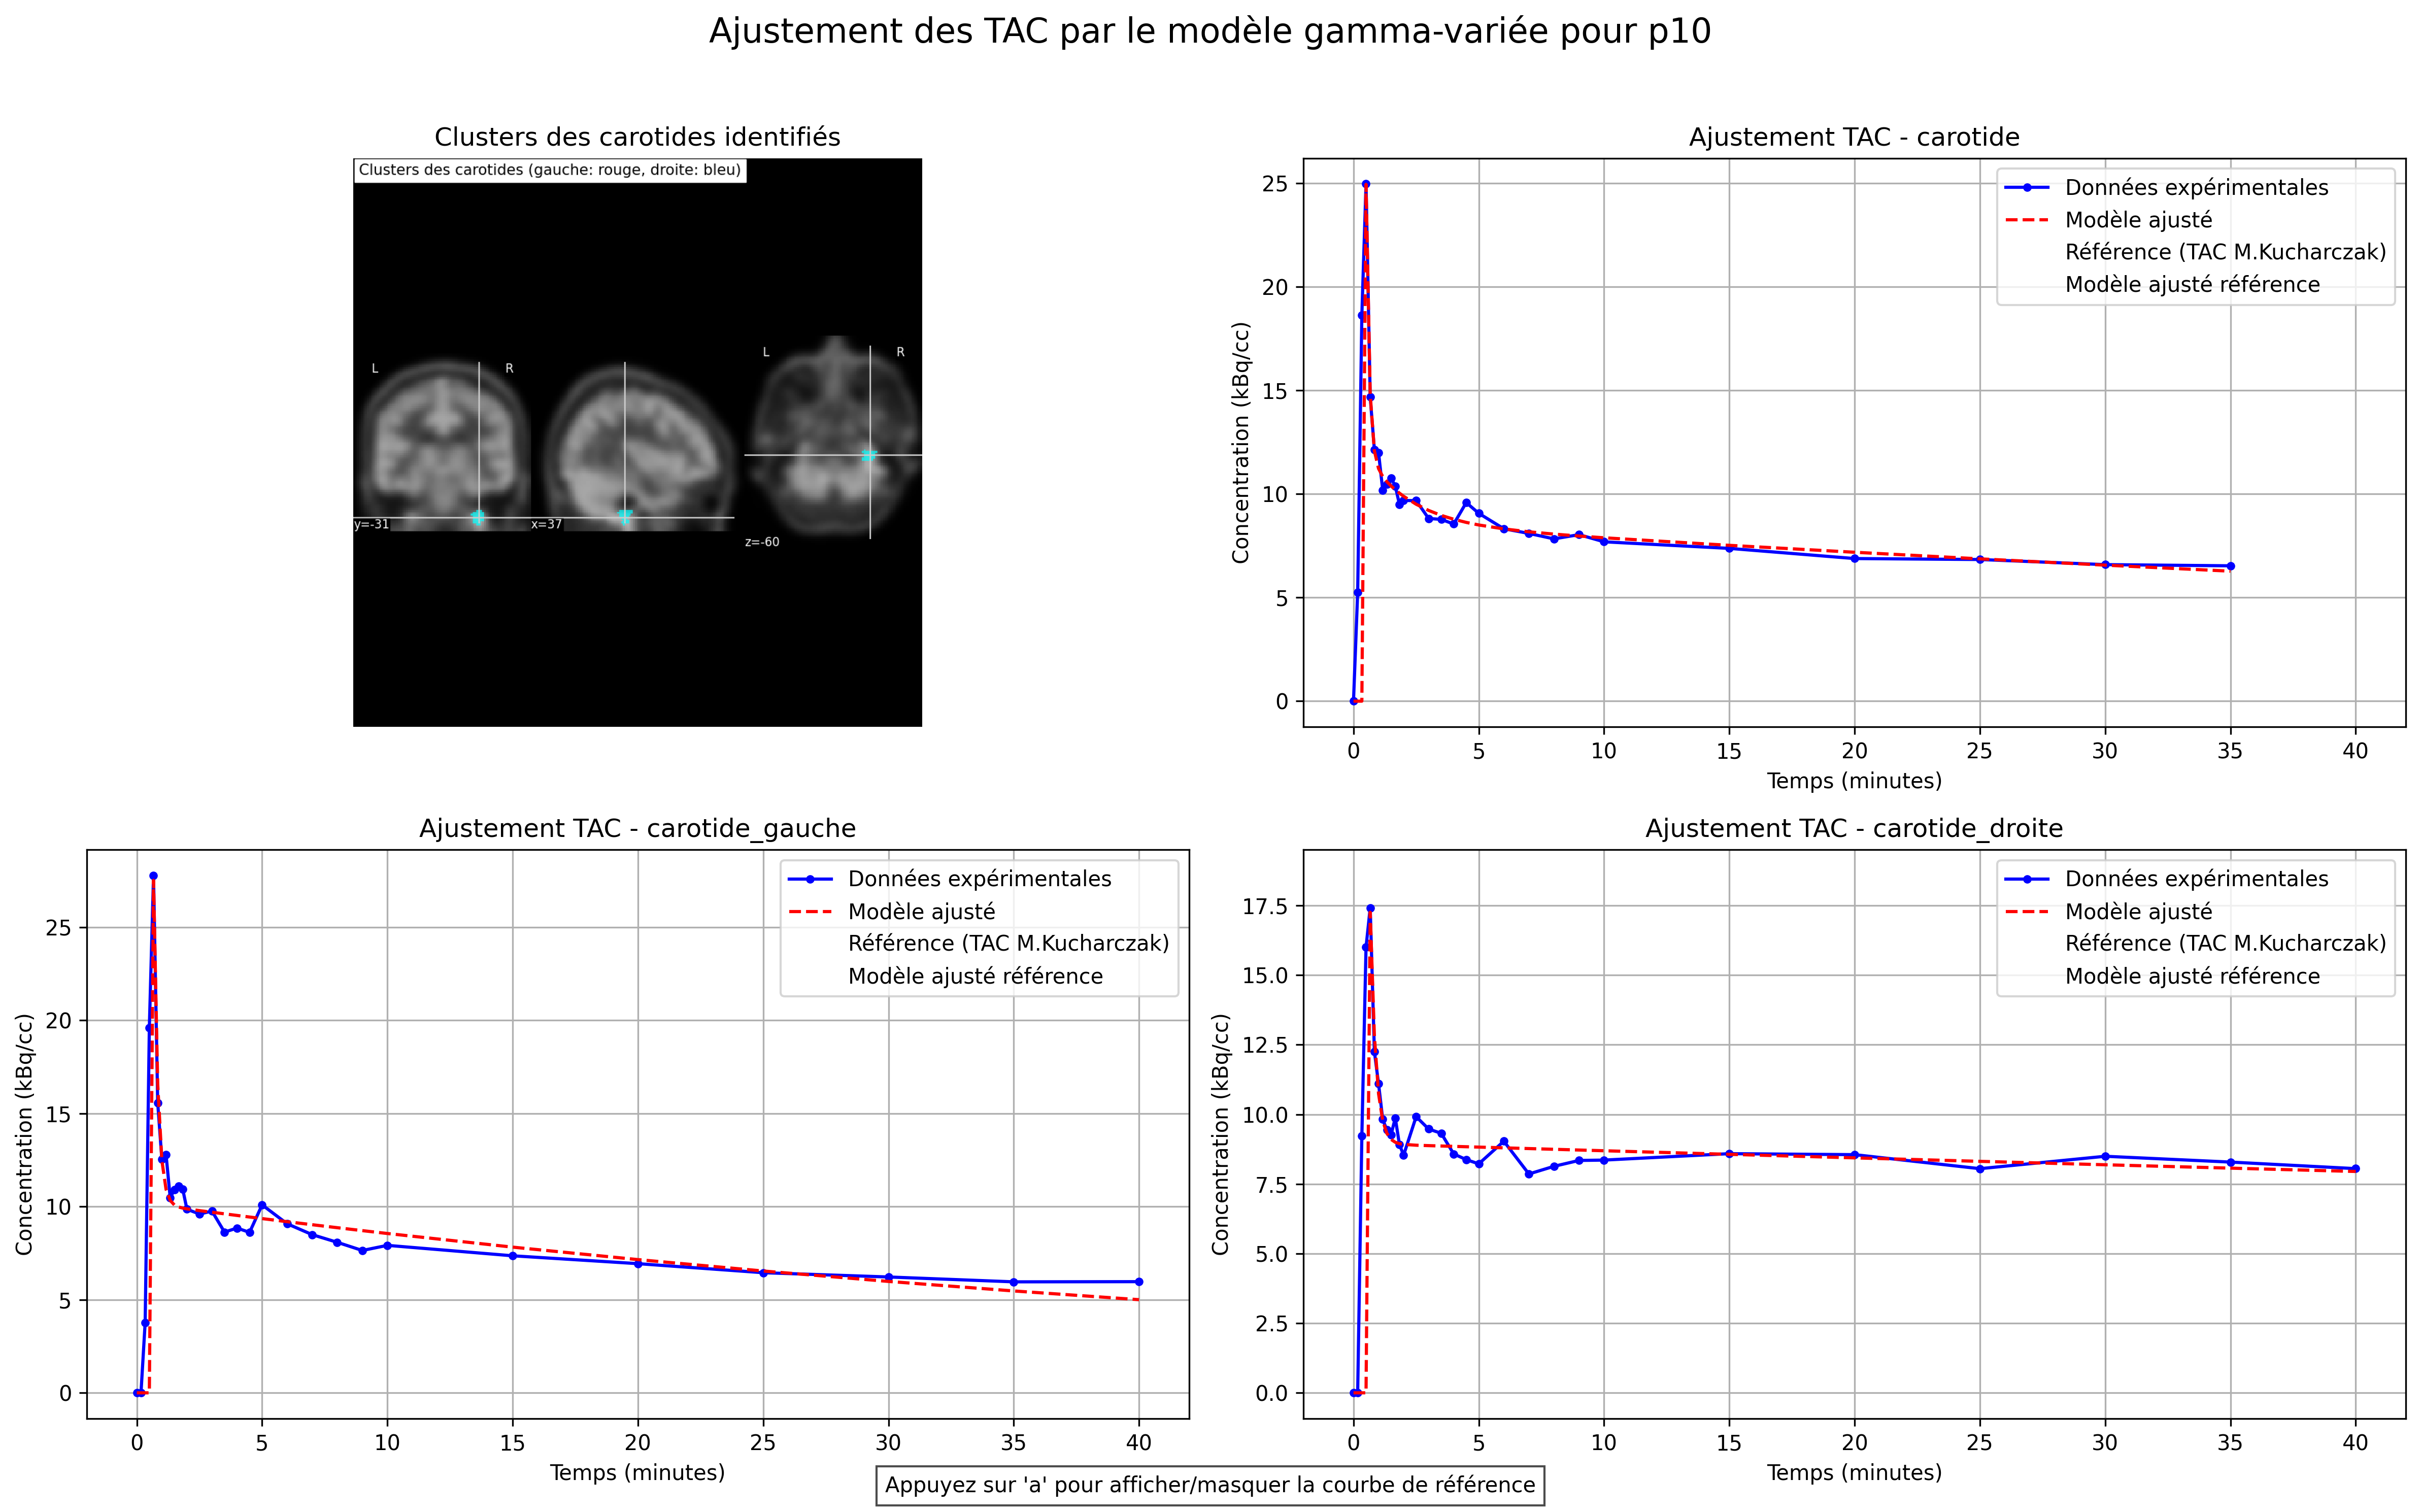 Ajustement des TAC par le modèle gamma-variée pour p10
Clusters des carotides identifiés
Clusters des carotides (gauche: rouge, droite: bleu)
L
R
L
R
y=-31
x=37
z=-60
Ajustement TAC - carotide
Données expérimentales
Modèle ajusté
Référence (TAC M.Kucharczak)
Modèle ajusté référence
Concentration (kBq/cc)
25
20
15
10
5
0
0 5 10 15 20 25 30 35 40
Temps (minutes)
Ajustement TAC - carotide_gauche
Données expérimentales
Modèle ajusté
Référence (TAC M.Kucharczak)
Modèle ajusté référence
Concentration (kBq/cc)
25
20
15
10
5
0
0 5 10 15 20 25 30 35 40
Temps (minutes)
Ajustement TAC - carotide_droite
Données expérimentales
Modèle ajusté
Référence (TAC M.Kucharczak)
Modèle ajusté référence
Concentration (kBq/cc)
17.5
15.0
12.5
10.0
7.5
5.0
2.5
0.0
0 5 10 15 20 25 30 35 40
Temps (minutes)
Appuyez sur 'a' pour afficher/masquer la courbe de référence